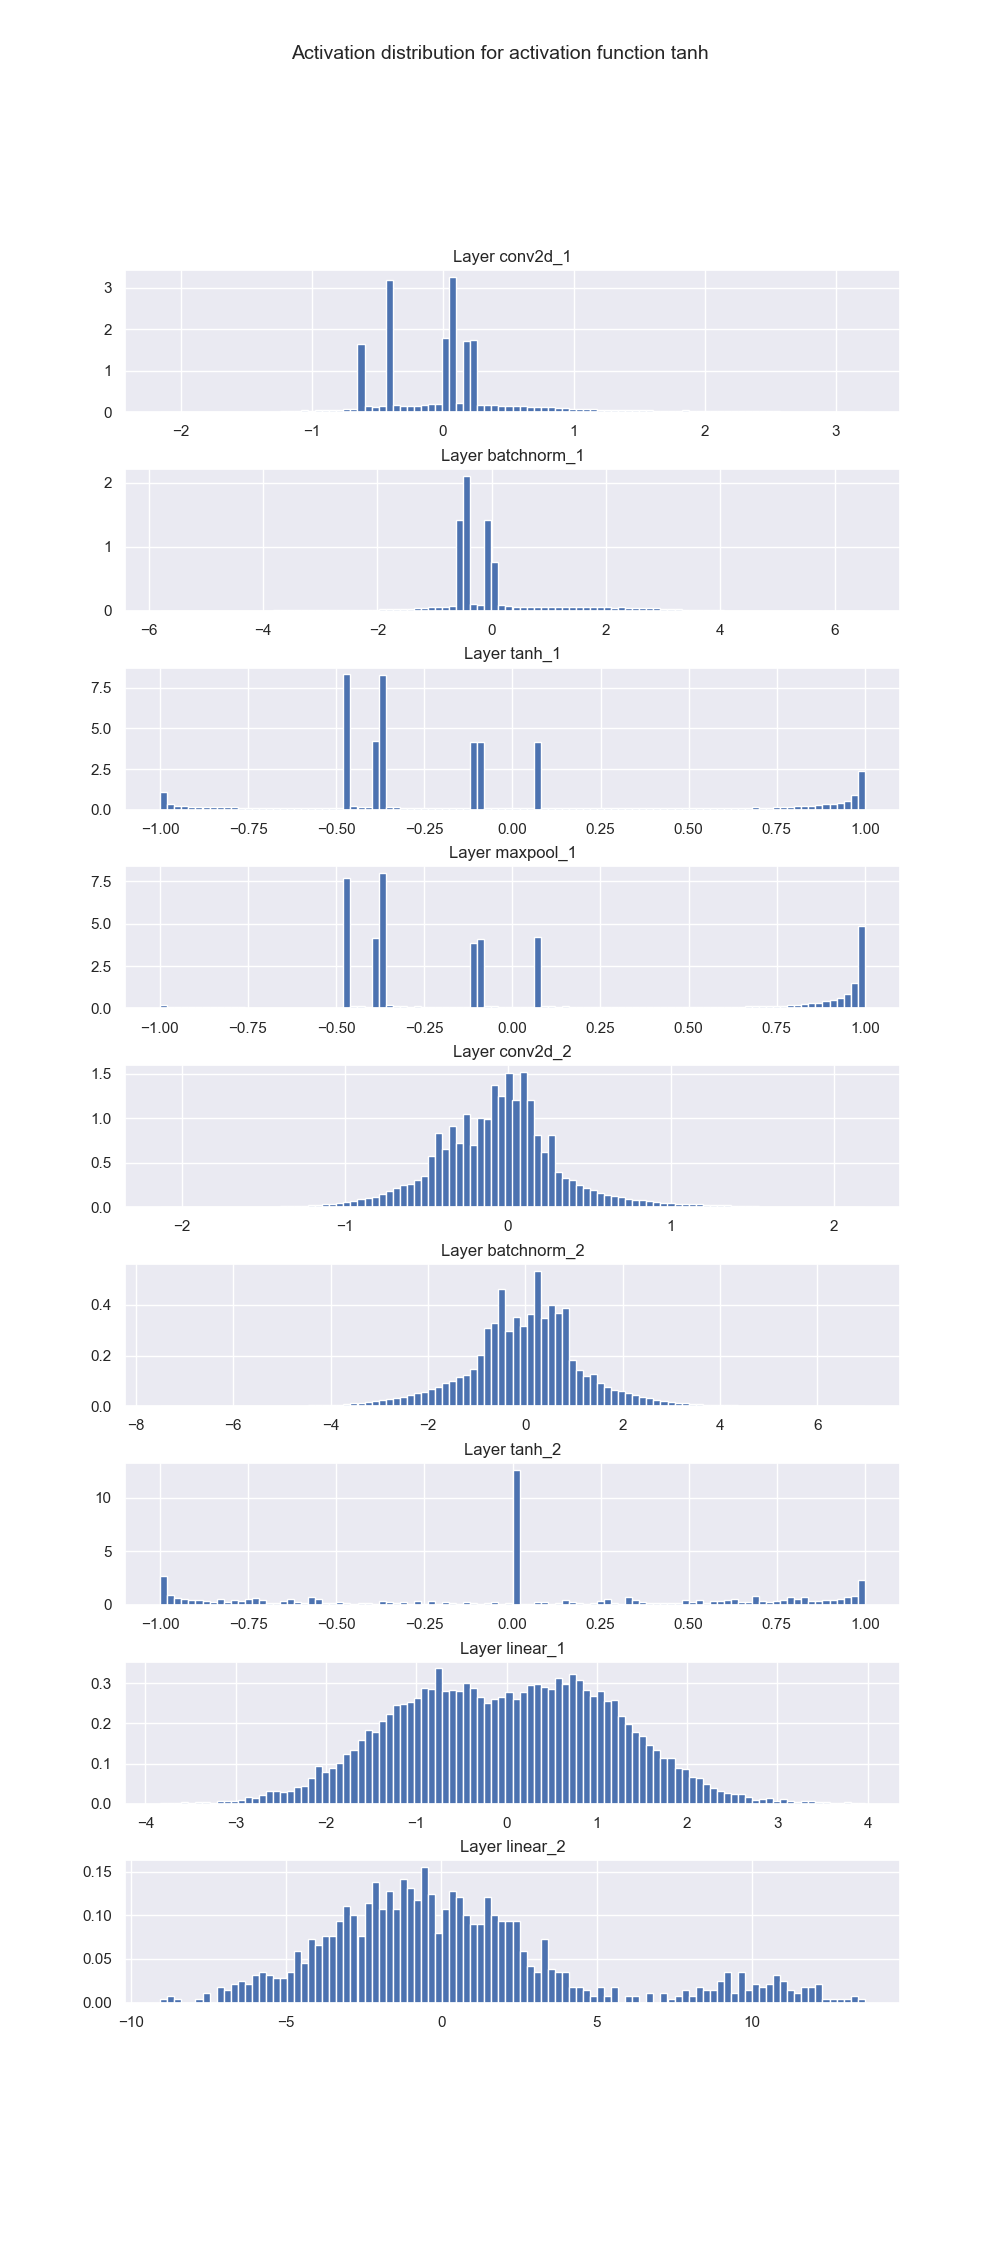 Activation distribution for activation function tanh
Layer conv2d_1
3
2
1
0
−2 −1 0 1 2 3
Layer batchnorm_1
2
1
0
−6 −4 −2 0 2 4 6
Layer tanh_1
7.5
5.0
2.5
0.0
−1.00 −0.75 −0.50 −0.25 0.00 0.25 0.50 0.75 1.00
Layer maxpool_1
7.5
5.0
2.5
0.0
−1.00 −0.75 −0.50 −0.25 0.00 0.25 0.50 0.75 1.00
Layer conv2d_2
1.5
1.0
0.5
0.0
−2 −1 0 1 2
Layer batchnorm_2
0.4
0.2
0.0
−8 −6 −4 −2 0 2 4 6
Layer tanh_2
10
5
0
−1.00 −0.75 −0.50 −0.25 0.00 0.25 0.50 0.75 1.00
Layer linear_1
0.3
0.2
0.1
0.0
−4 −3 −2 −1 0 1 2 3 4
Layer linear_2
0.15
0.10
0.05
0.00
−10 −5 0 5 10